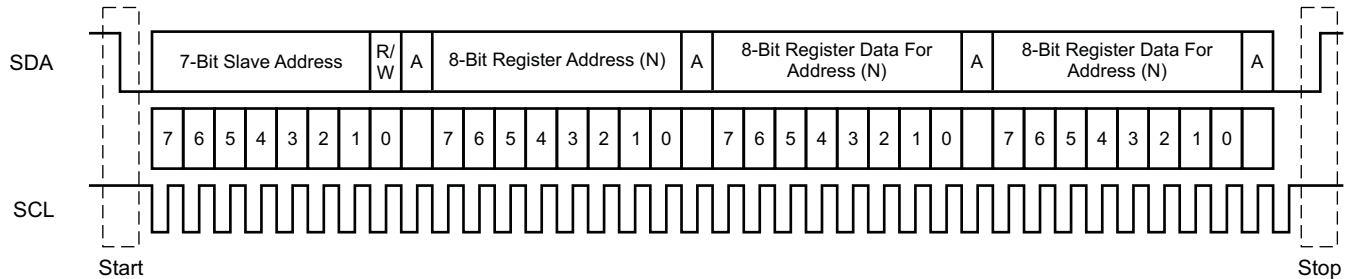 SDA
7-Bit Slave Address
R/
W
A
8-Bit Register Address (N)
A
8-Bit Register Data For
Address (N)
A
8-Bit Register Data For
Address (N)
A
7 6 5 4 3 2 1 0 7 6 5 4 3 2 1 0 7 6 5 4 3 2 1 0 7 6 5 4 3 2 1 0
SCL
Start
Stop